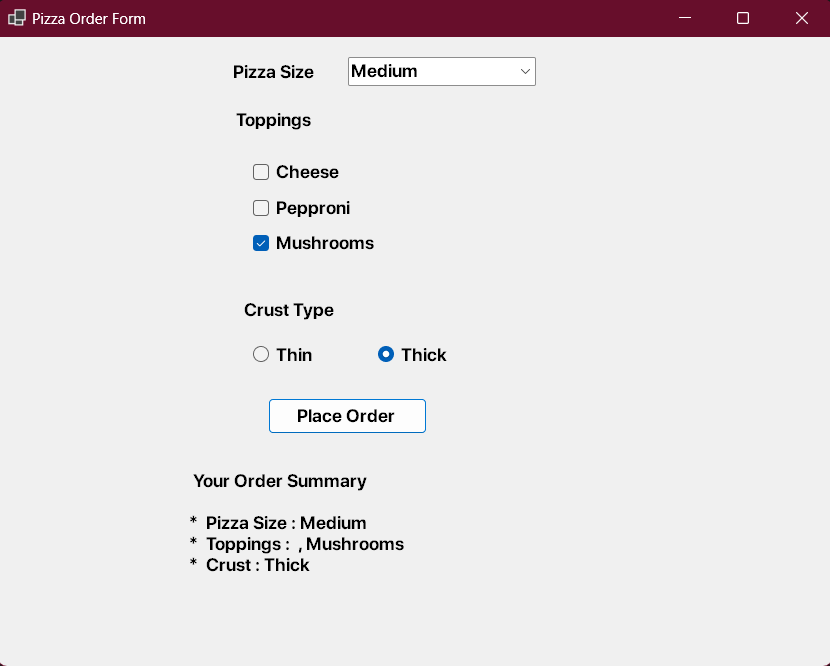 Pizza Order Form
Pizza Size Medium
Toppings
Cheese
Pepproni
Mushrooms
Crust Type
Thin Thick
Place Order
Your Order Summary
* Pizza Size : Medium
* Toppings :  , Mushrooms
* Crust : Thick